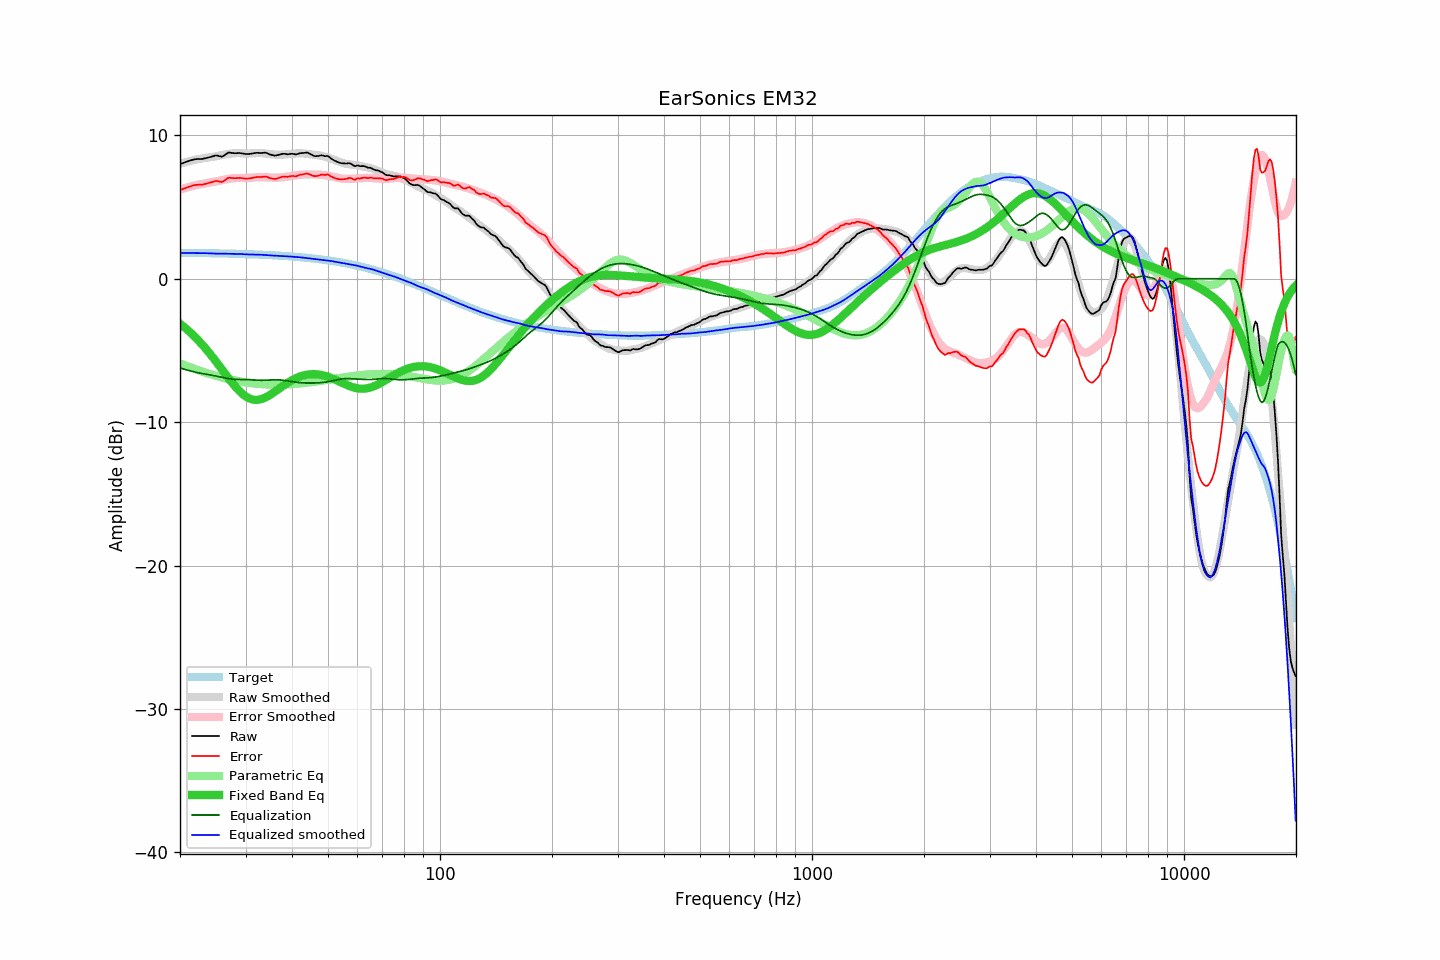 EarSonics EM32
10
0
−10
−20
−30
−40
Amplitude (dBr)
Target
Raw Smoothed
Error Smoothed
Raw
Error
Parametric Eq
Fixed Band Eq
Equalization
Equalized smoothed
100
1000
10000
Frequency (Hz)